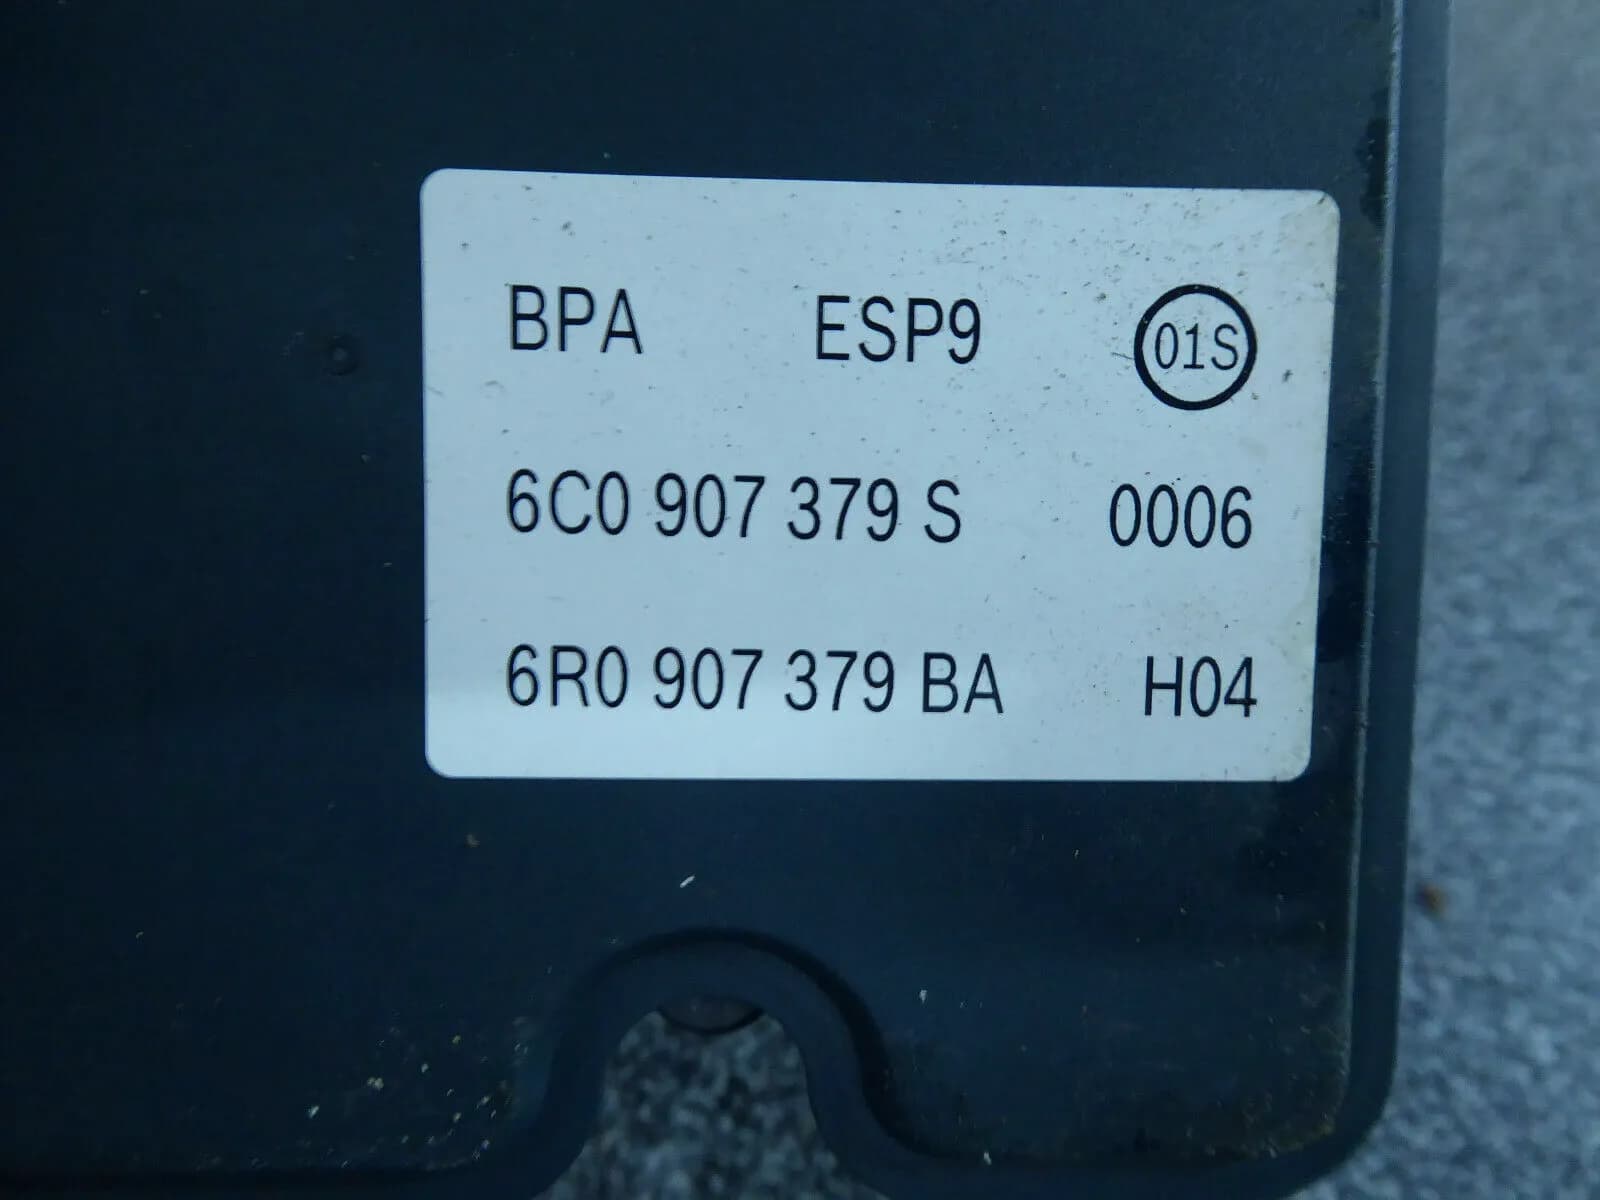 BPA ESP9 01S
6C0 907 379 S 0006
6R0 907 379 BA H04